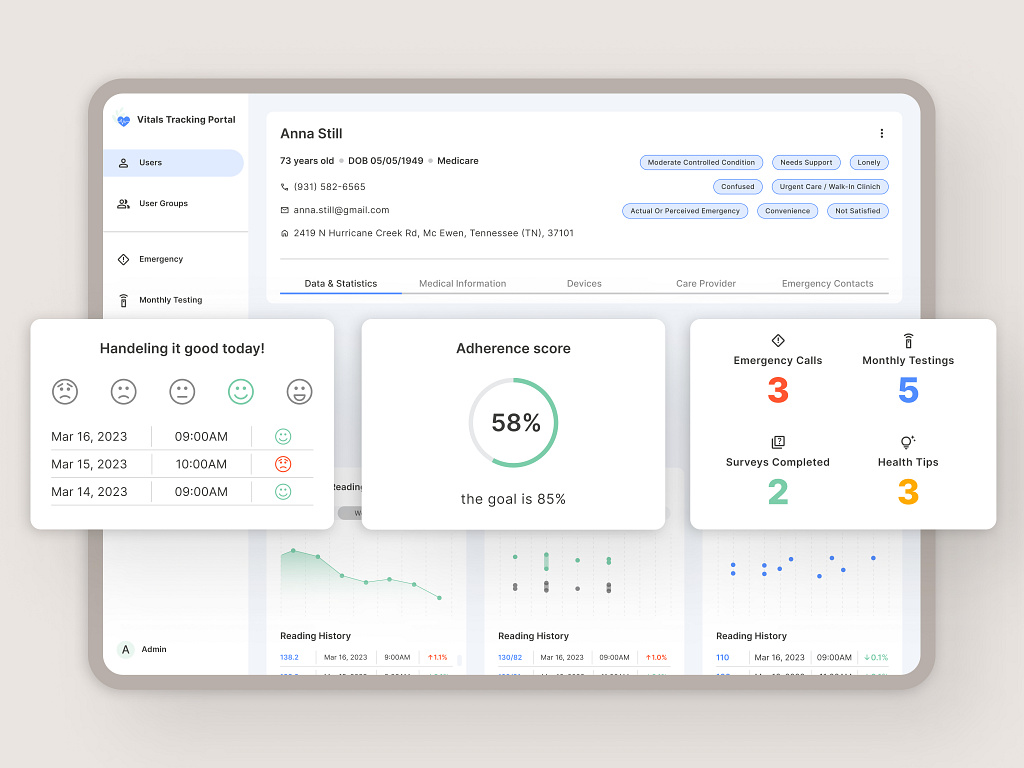 Vitals Tracking Portal
Users
User Groups
Emergency
Monthly Testing
Anna Still
73 years old DOB 05/05/1949 Medicare
(931) 582-6565
anna.still@gmail.com
2419 N Hurricane Creek Rd, Mc Ewen, Tennessee (TN), 37101
Moderate Controlled Condition Needs Support Lonely
Confused Urgent Care / Walk-In Clinich
Actual Or Perceived Emergency Convenience Not Satisfied
Data & Statistics Medical Information Devices Care Provider Emergency Contacts
Handeling it good today!
Mar 16, 2023 09:00AM
Mar 15, 2023 10:00AM
Mar 14, 2023 09:00AM
Adherence score
58%
the goal is 85%
Emergency Calls
3
Monthly Testings
5
Surveys Completed
2
Health Tips
3
Reading History
138.2 Mar 16, 2023 9:00AM ↑1.1%
Reading History
130/82 Mar 16, 2023 09:00AM ↑1.0%
Reading History
110 Mar 16, 2023 09:00AM ↓0.1%
A Admin